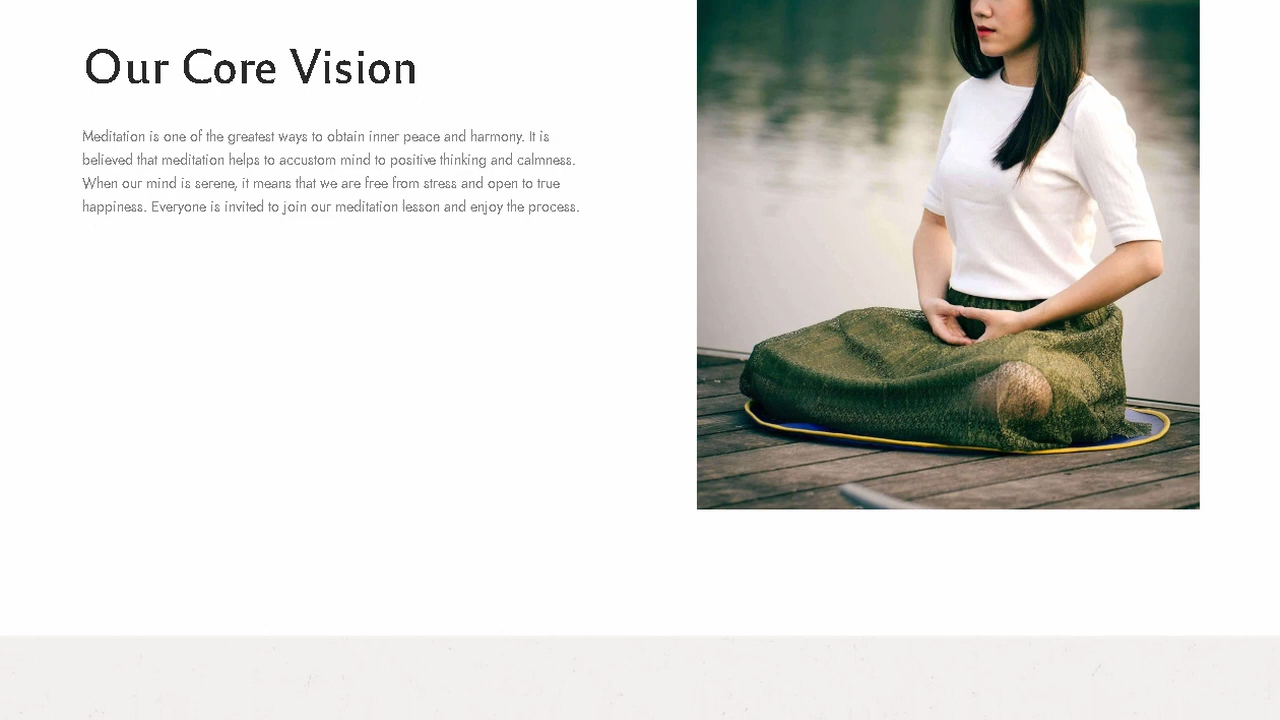 Our Core Vision
Meditation is one of the greatest ways to obtain inner peace and harmony. It is
believed that meditation helps to accustom mind to positive thinking and calmness.
When our mind is serene, it means that we are free from stress and open to true
happiness. Everyone is invited to join our meditation lesson and enjoy the process.